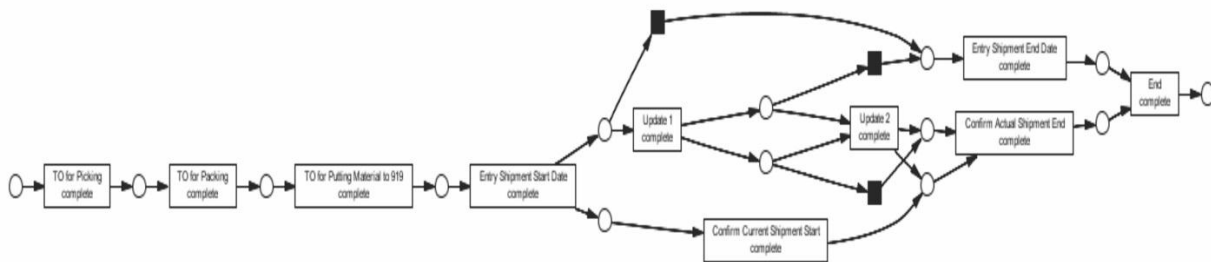 Entry Shipment End Date
complete
End
complete
Update 1
complete
Update 2
complete
Confirm Actual Shipment End
complete
TO for Picking
complete
TO for Packing
complete
TO for Putting Material to 919
complete
Entry Shipment Start Date
complete
Confirm Current Shipment Start
complete